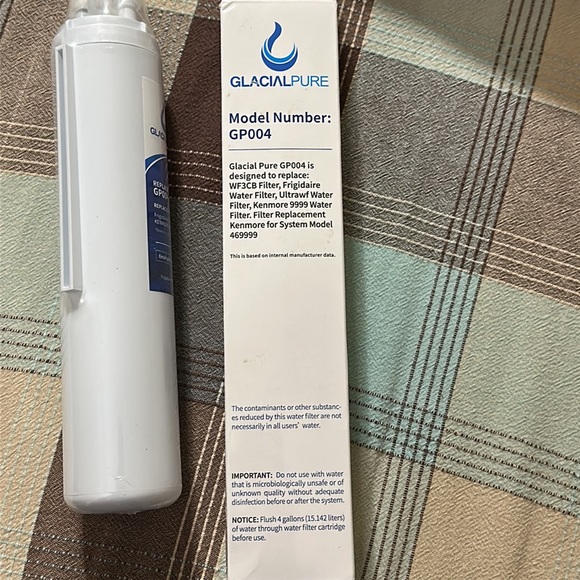 GLACIALPURE
Model Number:
GP004
Glacial Pure GP004 is
designed to replace:
WF3CB Filter, Frigidaire
Water Filter, Ultrawf Water
Filter, Kenmore 9999 Water
Filter. Filter Replacement
Kenmore for System Model
469999
This is based on internal manufacturer data.
The contaminants or other substanc-
es reduced by this water filter are not
necessarily in all users' water.
IMPORTANT: Do not use with water
that is microbiologically unsafe or of
unknown quality without adequate
disinfection before or after the system.
NOTICE: Flush 4 gallons (15.142 liters)
of water through water filter cartridge
before use.